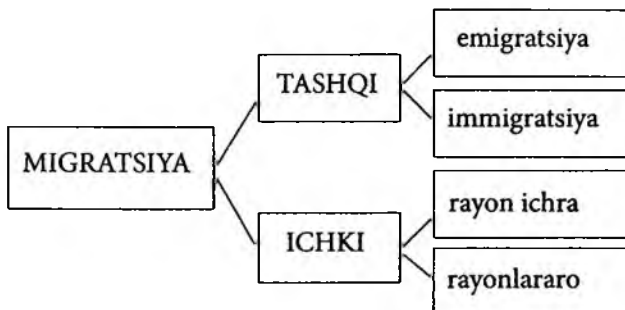 MIGRATSIYA
TASHQI
emigratsiya
immigratsiya
ICHKI
rayon ichra
rayonlararo